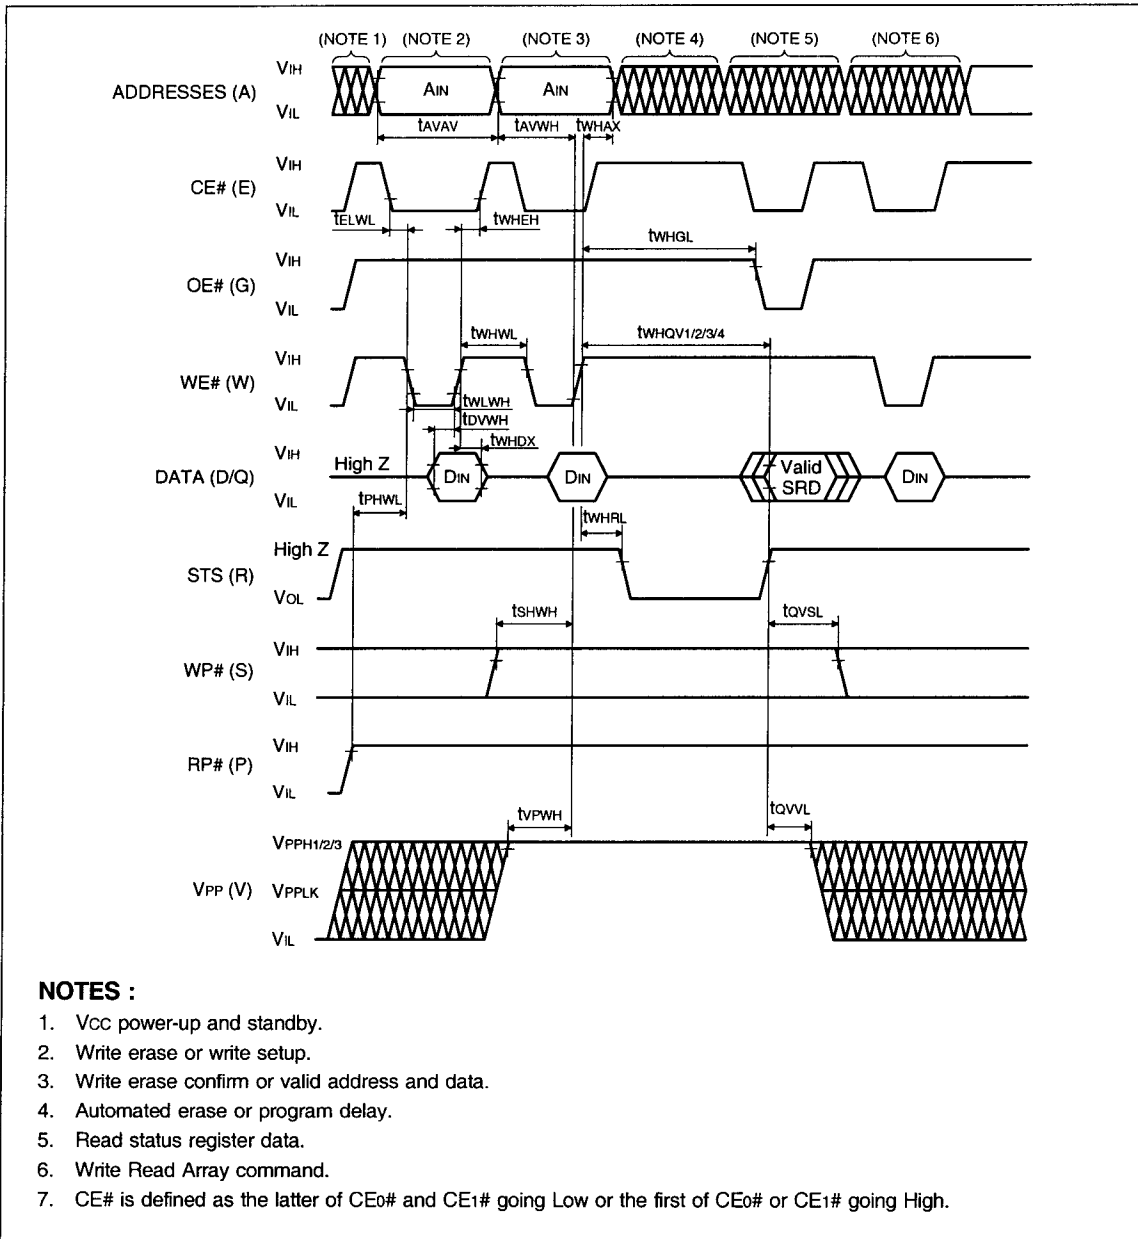 (NOTE 1) (NOTE 2) (NOTE 3) (NOTE 4) (NOTE 5) (NOTE 6)
VIH
ADDRESSES (A) AIN AIN
VIL
tAVAV tAVWH tWHAX
VIH
CE# (E)
VIL
tELWL tWHEH
tWHGL
VIH
OE# (G)
VIL
tWHWL tWHQV1/2/3/4
VIH
WE# (W)
VIL
tWLWH
tDVWH
tWHDX
VIH
High Z Valid
DATA (D/Q) DIN DIN DIN
SRD
VIL
tPHWL
tWHRL
High Z
STS (R)
VOL
tSHWH tQVSL
VIH
WP# (S)
VIL
VIH
RP# (P)
VIL
tVPWH tQVVL
VPPH1/2/3
VPP (V) VPPLK
VIL
NOTES :
1. VCC power-up and standby.
2. Write erase or write setup.
3. Write erase confirm or valid address and data.
4. Automated erase or program delay.
5. Read status register data.
6. Write Read Array command.
7. CE# is defined as the latter of CE0# and CE1# going Low or the first of CE0# or CE1# going High.